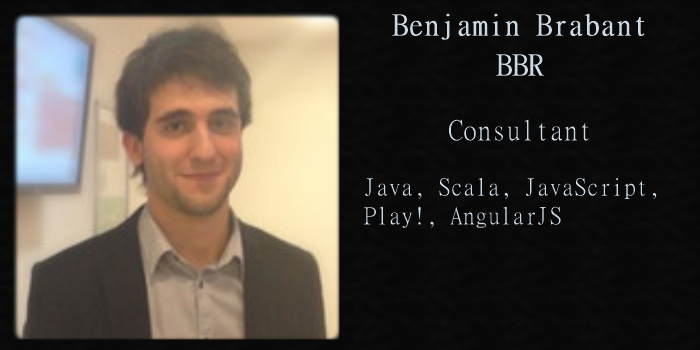 Benjamin Brabant
BBR
Consultant
Java, Scala, JavaScript,
Play!, AngularJS